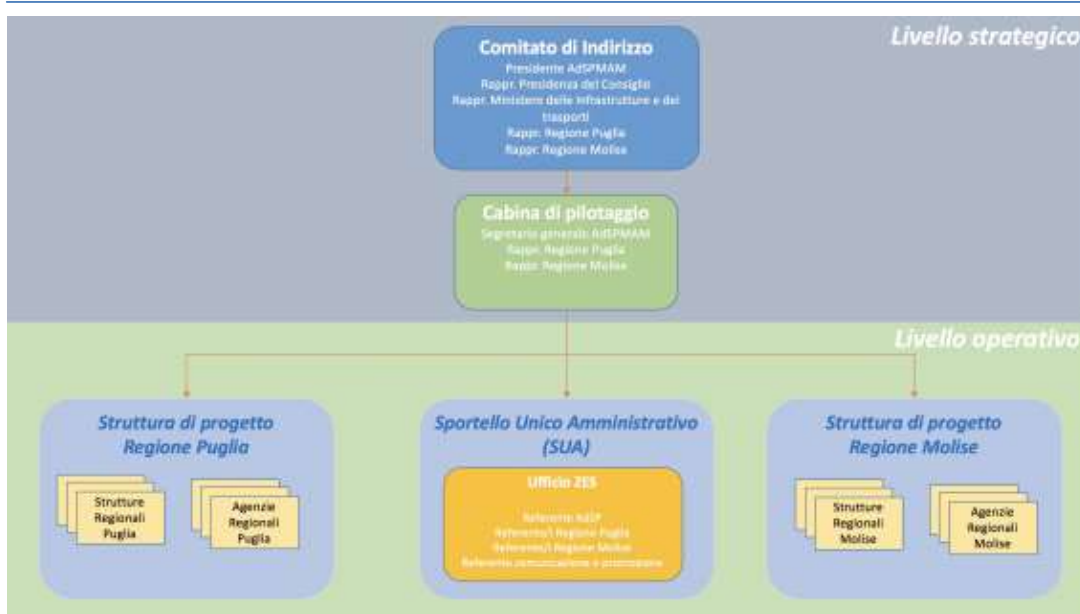 Livello strategico
Comitato di Indirizzo
Presidente AdSPMAM
Rappr. Presidenza del Consiglio
Rappr. Ministero delle Infrastrutture e dei
trasporti
Rappr. Regione Puglia
Rappr. Regione Molise
Cabina di pilotaggio
Segretario generale AdSPMAM
Rappr. Regione Puglia
Rappr. Regione Molise
Livello operativo
Struttura di progetto
Regione Puglia
Strutture
Regionali
Puglia
Agenzie
Regionali
Puglia
Sportello Unico Amministrativo
(SUA)
Ufficio ZES
Referente AdSP
Referente/i Regione Puglia
Referente/i Regione Molise
Referente comunicazione e promozione
Struttura di progetto
Regione Molise
Strutture
Regionali
Molise
Agenzie
Regionali
Molise